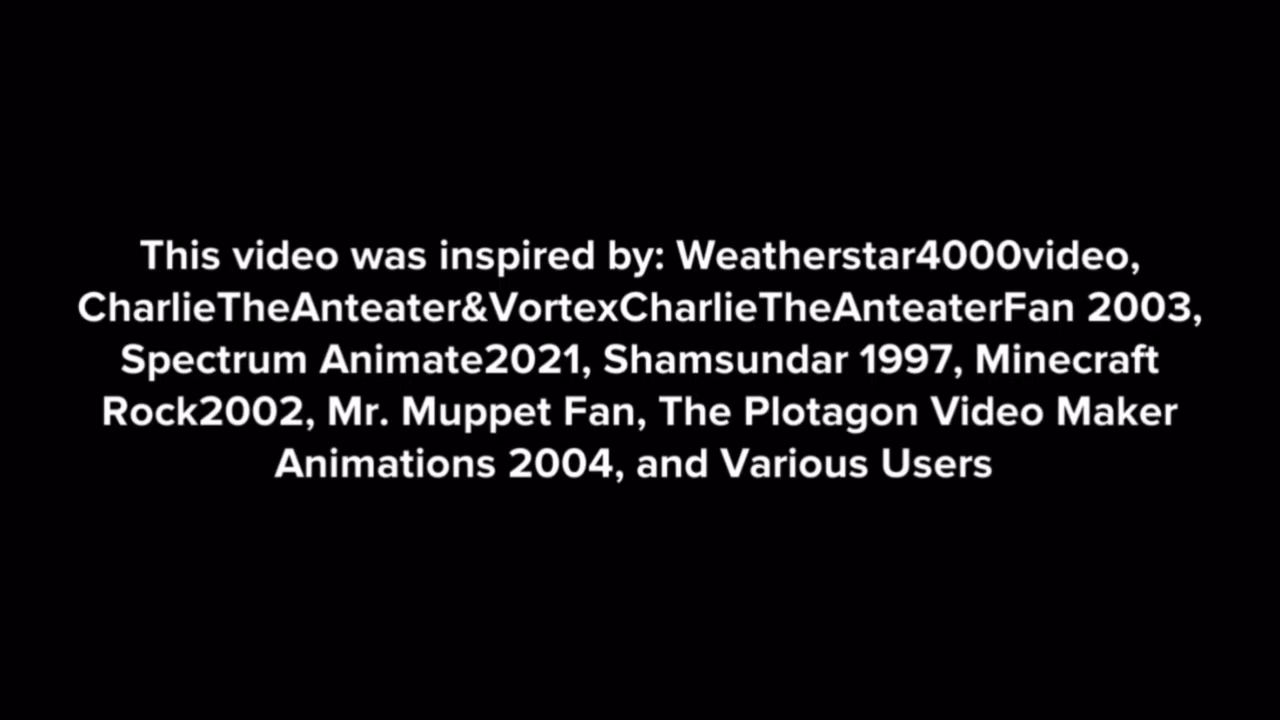 This video was inspired by: Weatherstar4000video,
CharlieTheAnteater&VortexCharlieTheAnteaterFan 2003,
Spectrum Animate2021, Shamsundar 1997, Minecraft
Rock2002, Mr. Muppet Fan, The Plotagon Video Maker
Animations 2004, and Various Users